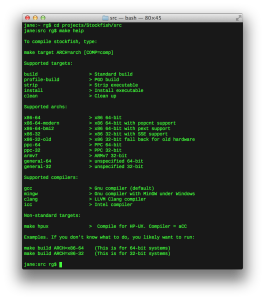 src — bash — 80×45
jane:~ rg$ cd projects/Stockfish/src
jane:src rg$ make help
To compile stockfish, type:
make target ARCH=arch [COMP=comp]
Supported targets:
build > Standard build
profile-build > PGO build
strip > Strip executable
install > Install executable
clean > Clean up
Supported archs:
x86-64 > x86 64-bit
x86-64-modern > x86 64-bit with popcnt support
x86-64-bmi2 > x86 64-bit with pext support
x86-32 > x86 32-bit with SSE support
x86-32-old > x86 32-bit fall back for old hardware
ppc-64 > PPC 64-bit
ppc-32 > PPC 32-bit
armv7 > ARMv7 32-bit
general-64 > unspecified 64-bit
general-32 > unspecified 32-bit
Supported compilers:
gcc > Gnu compiler (default)
mingw > Gnu compiler with MinGW under Windows
clang > LLVM Clang compiler
icc > Intel compiler
Non-standard targets:
make hpux > Compile for HP-UX. Compiler = aCC
Examples. If you don't know what to do, you likely want to run:
make build ARCH=x86-64 (This is for 64-bit systems)
make build ARCH=x86-32 (This is for 32-bit systems)
jane:src rg$